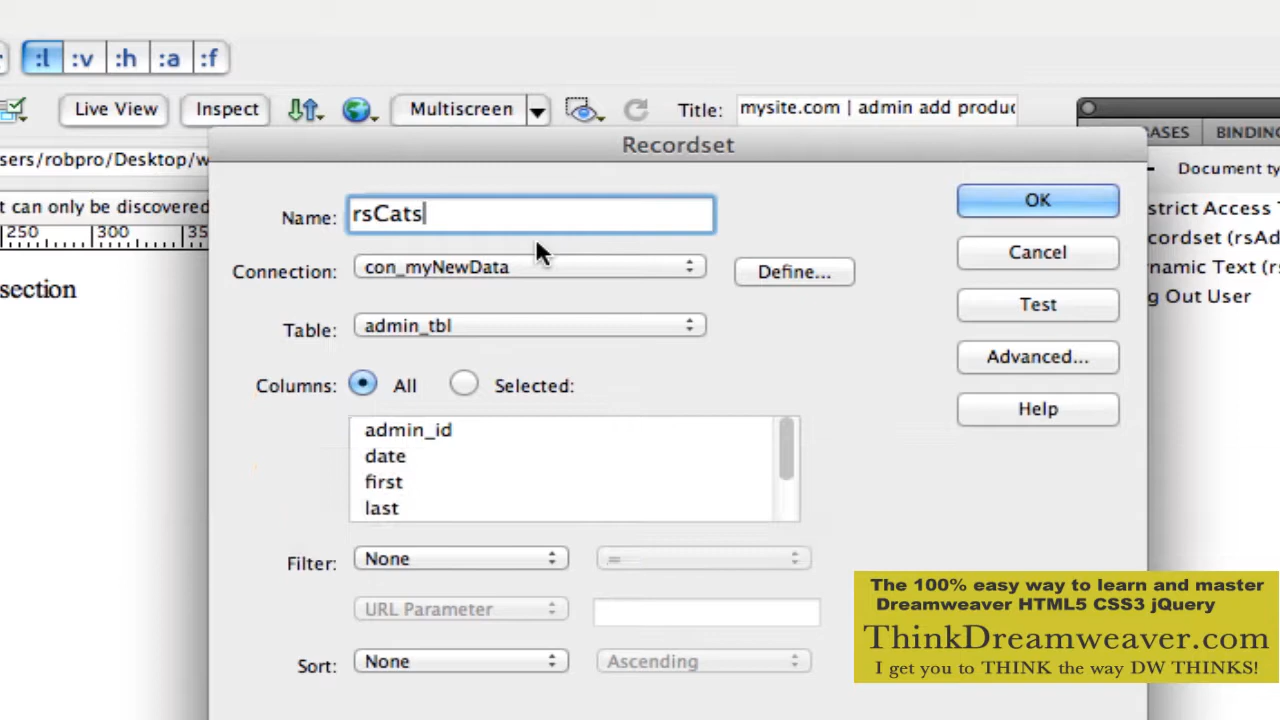 :l :v :h :a :f
Live View Inspect Multiscreen Title: mysite.com | admin add produc
Recordset
BASES BINDING
sers/robpro/Desktop/w
Document ty
t can only be discovered
250 300 35
section
Name: rsCats
OK
strict Access T
cordset (rsAd
Connection: con_myNewData Define...
Cancel
namic Text (rs
g Out User
Table: admin_tbl
Test
Columns: All Selected:
Advanced...
Help
admin_id
date
first
last
Filter: None =
URL Parameter
Sort: None Ascending
The 100% easy way to learn and master
Dreamweaver HTML5 CSS3 jQuery
ThinkDreamweaver.com
I get you to THINK the way DW THINKS!